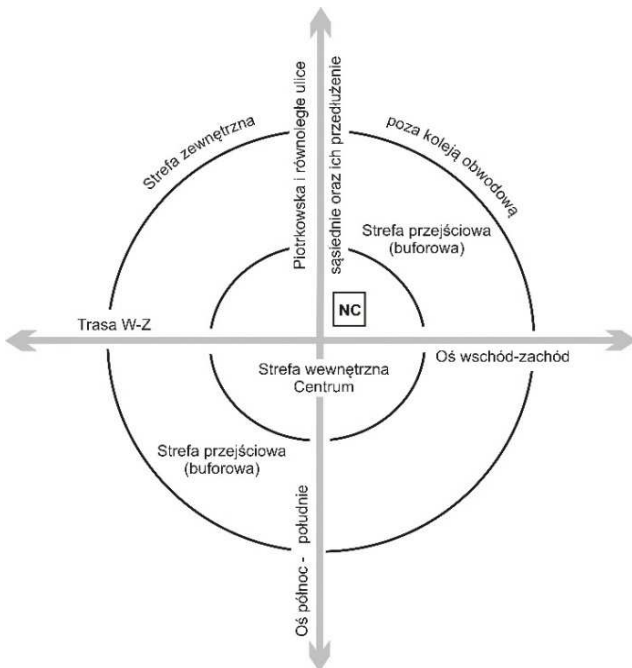 Piotrkowska i równoległe ulice
sąsiednie oraz ich przedłużenie
Strefa zewnętrzna
poza koleją obwodową
Strefa przejściowa
(buforowa)
NC
Trasa W-Z
Oś wschód-zachód
Strefa wewnętrzna
Centrum
Strefa przejściowa
(buforowa)
Oś północ - południe